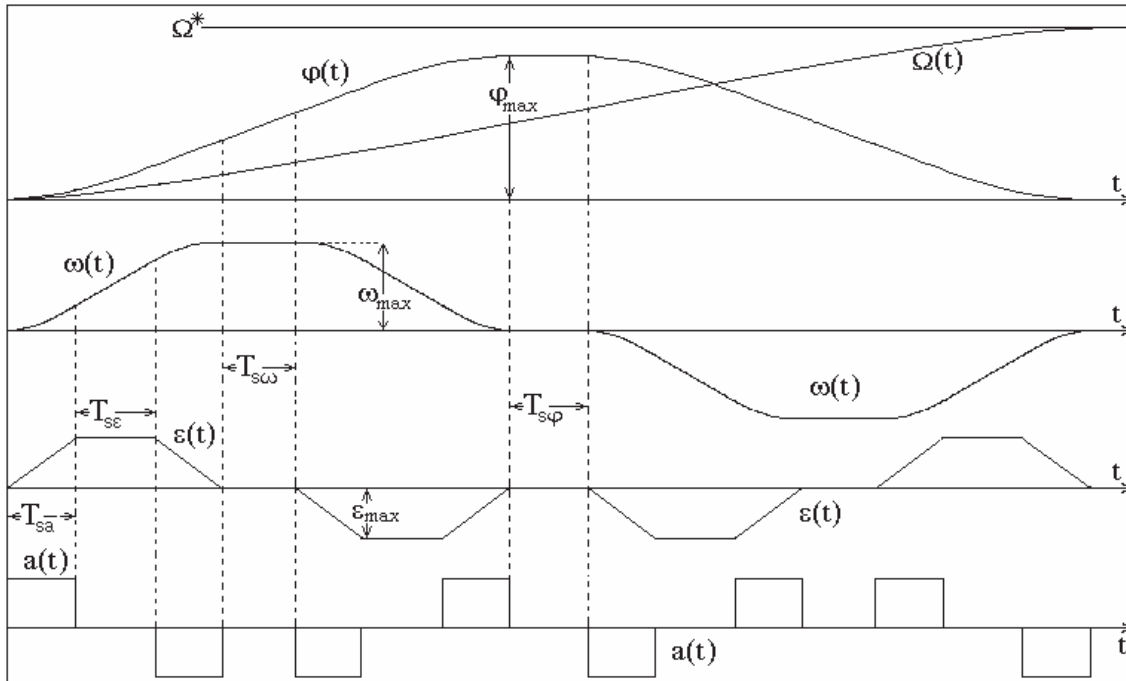 Ω*
φ(t)
Ω(t)
φmax
t
ω(t)
ωmax
t
Tsω
ω(t)
Tsε
Tsφ
ε(t)
t
εmax
ε(t)
Tsa
a(t)
a(t)
t